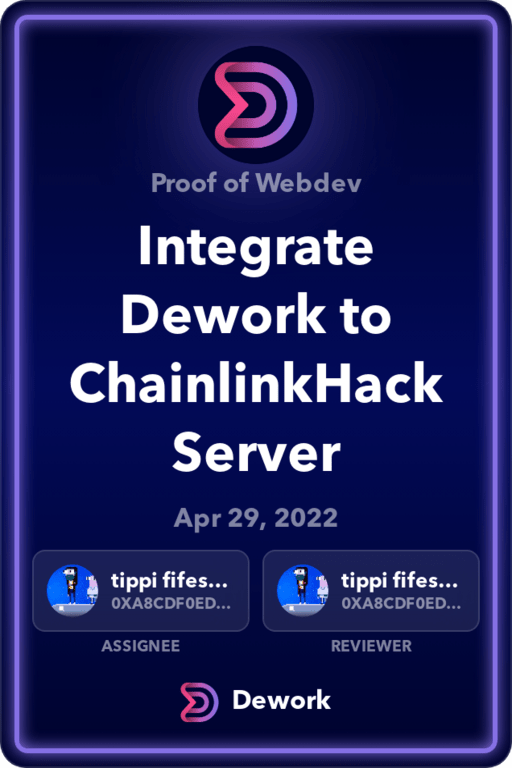 Proof of Webdev
Integrate
Dework to
ChainlinkHack
Server
Apr 29, 2022
tippi fifes...
0XA8CDF0ED...
ASSIGNEE
tippi fifes...
0XA8CDF0ED...
REVIEWER
Dework